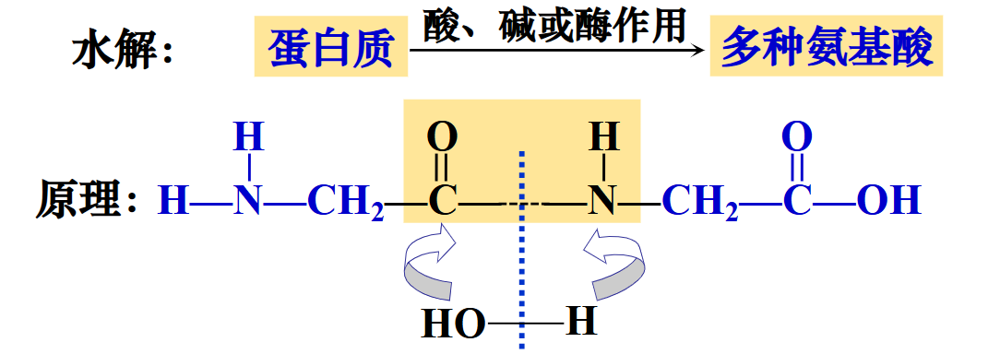 水解： 蛋白质 酸、碱或酶作用 多种氨基酸
H O H O
原理： H—N—CH₂—C—----—N—CH₂—C—OH
HO—H